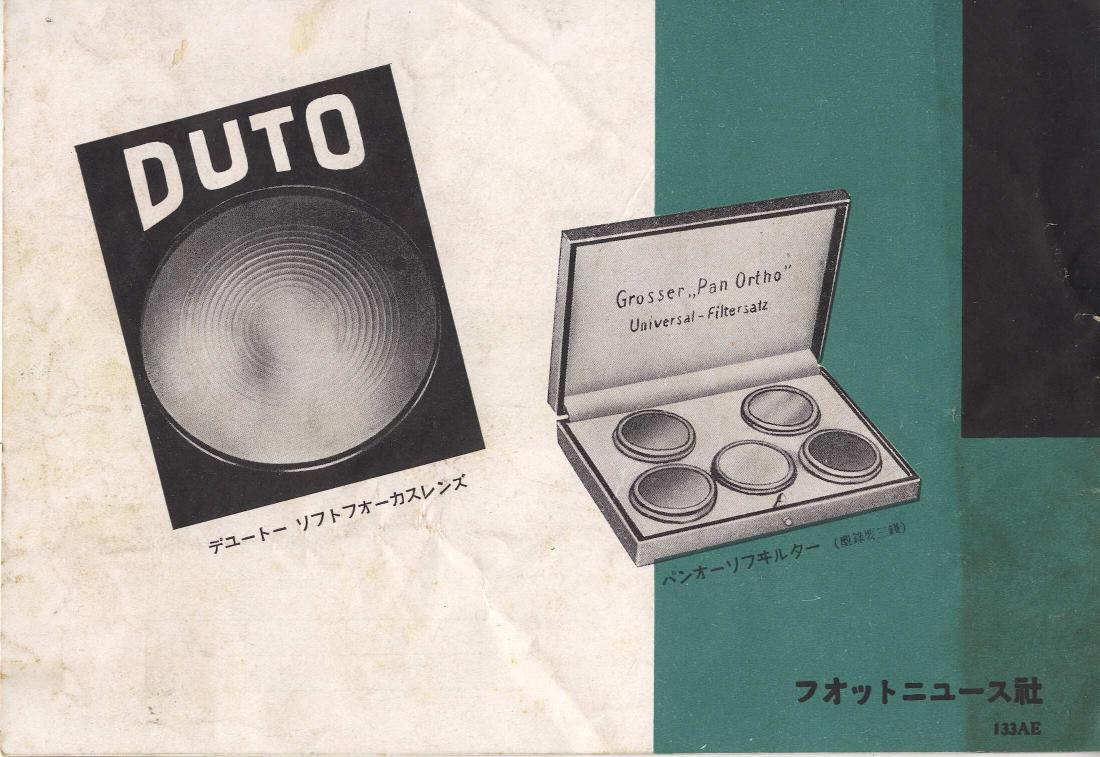 DUTO
デユートー ソフトフオーカスレンズ
Grosser „Pan Ortho”
Universal-Filtersatz
パンオーソフヰルター
フオットニュース社
133AE